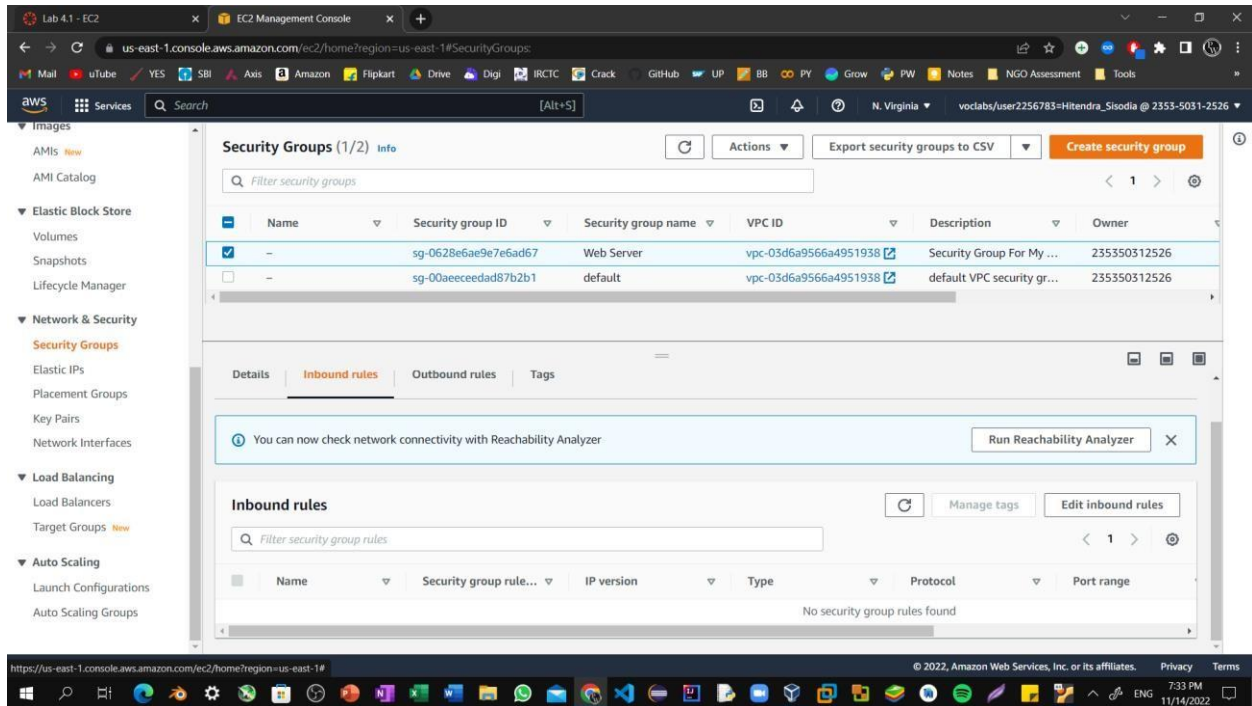 Lab 4.1 - EC2
EC2 Management Console
us-east-1.console.aws.amazon.com/ec2/home?region=us-east-1#SecurityGroups:
Mail uTube YES SBI Axis Amazon Flipkart Drive Digi IRCTC Crack GitHub UP BB PY Grow PW Notes NGO Assessment Tools »
aws Services Search [Alt+S] N. Virginia voclabs/user2256783=Hitendra_Sisodia @ 2353-5031-2526
Images
AMIs New
AMI Catalog
Elastic Block Store
Volumes
Snapshots
Lifecycle Manager
Network & Security
Security Groups
Elastic IPs
Placement Groups
Key Pairs
Network Interfaces
Load Balancing
Load Balancers
Target Groups New
Auto Scaling
Launch Configurations
Auto Scaling Groups
Security Groups (1/2) Info Actions Export security groups to CSV Create security group
Filter security groups < 1 >
Name Security group ID Security group name VPC ID Description Owner
– sg-0628e6ae9e7e6ad67 Web Server vpc-03d6a9566a4951938 Security Group For My ... 235350312526
– sg-00aeeceedad87b2b1 default vpc-03d6a9566a4951938 default VPC security gr... 235350312526
Details Inbound rules Outbound rules Tags
You can now check network connectivity with Reachability Analyzer Run Reachability Analyzer
Inbound rules Manage tags Edit inbound rules
Filter security group rules < 1 >
Name Security group rule... IP version Type Protocol Port range
No security group rules found
https://us-east-1.console.aws.amazon.com/ec2/home?region=us-east-1#
© 2022, Amazon Web Services, Inc. or its affiliates. Privacy Terms
ENG 7:33 PM
11/14/2022